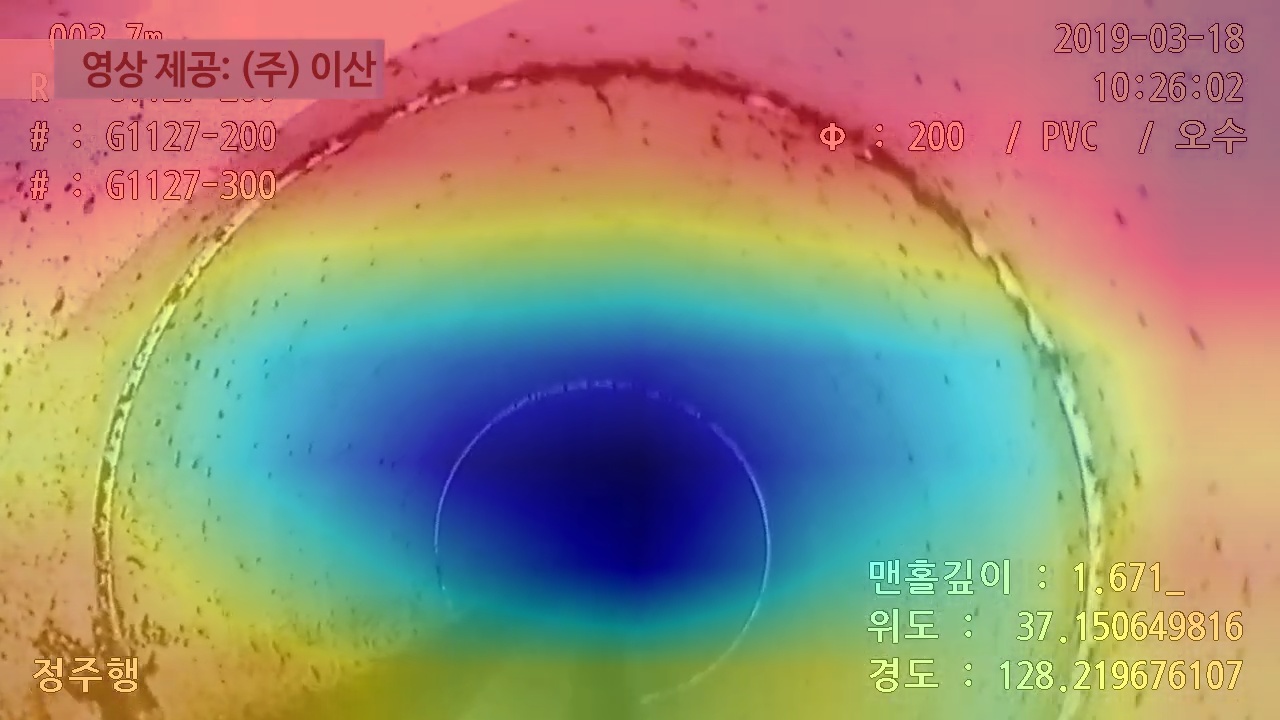 003.7m
영상 제공: (주) 이산
# : G1127-200
# : G1127-300
2019-03-18
10:26:02
Φ : 200 / PVC / 오수
맨홀깊이 : 1.671_
위도 : 37.150649816
경도 : 128.219676107
정주행